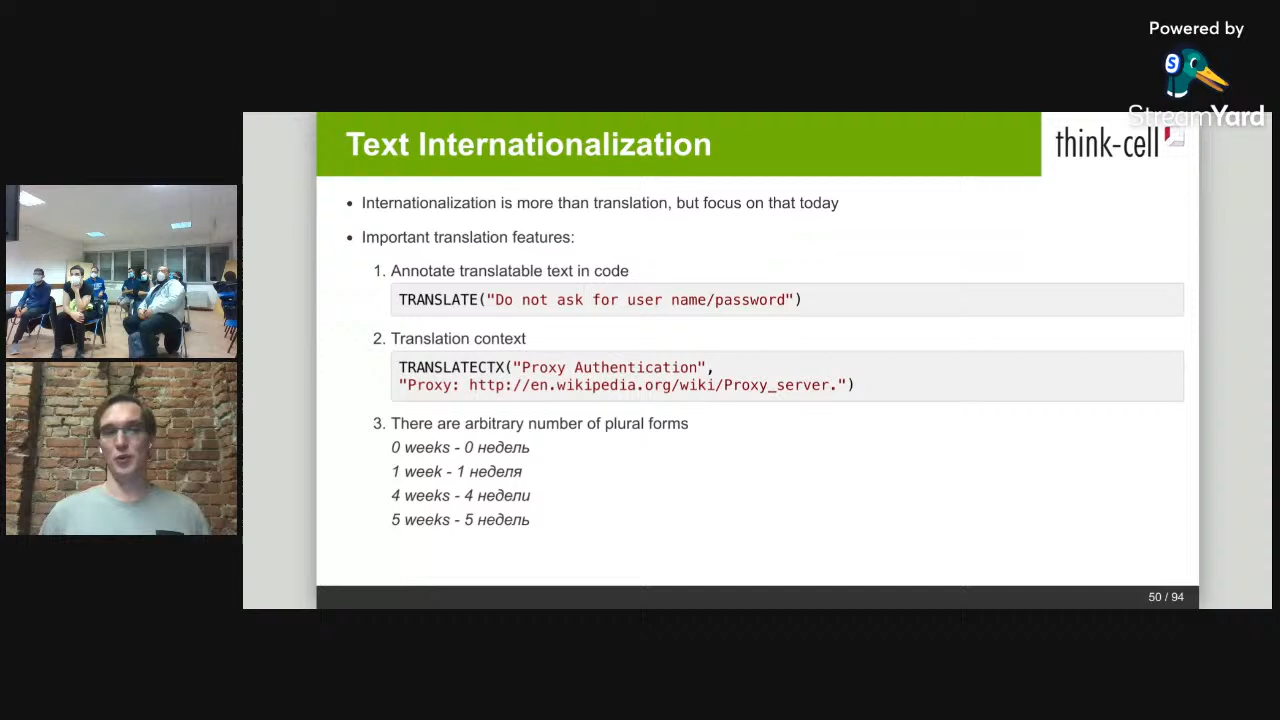 Powered by
StreamYard
Text Internationalization
think-cell
• Internationalization is more than translation, but focus on that today
• Important translation features:
1. Annotate translatable text in code
TRANSLATE("Do not ask for user name/password")
2. Translation context
TRANSLATECTX("Proxy Authentication",
"Proxy: http://en.wikipedia.org/wiki/Proxy_server.")
3. There are arbitrary number of plural forms
0 weeks - 0 недель
1 week - 1 неделя
4 weeks - 4 недели
5 weeks - 5 недель
50 / 94